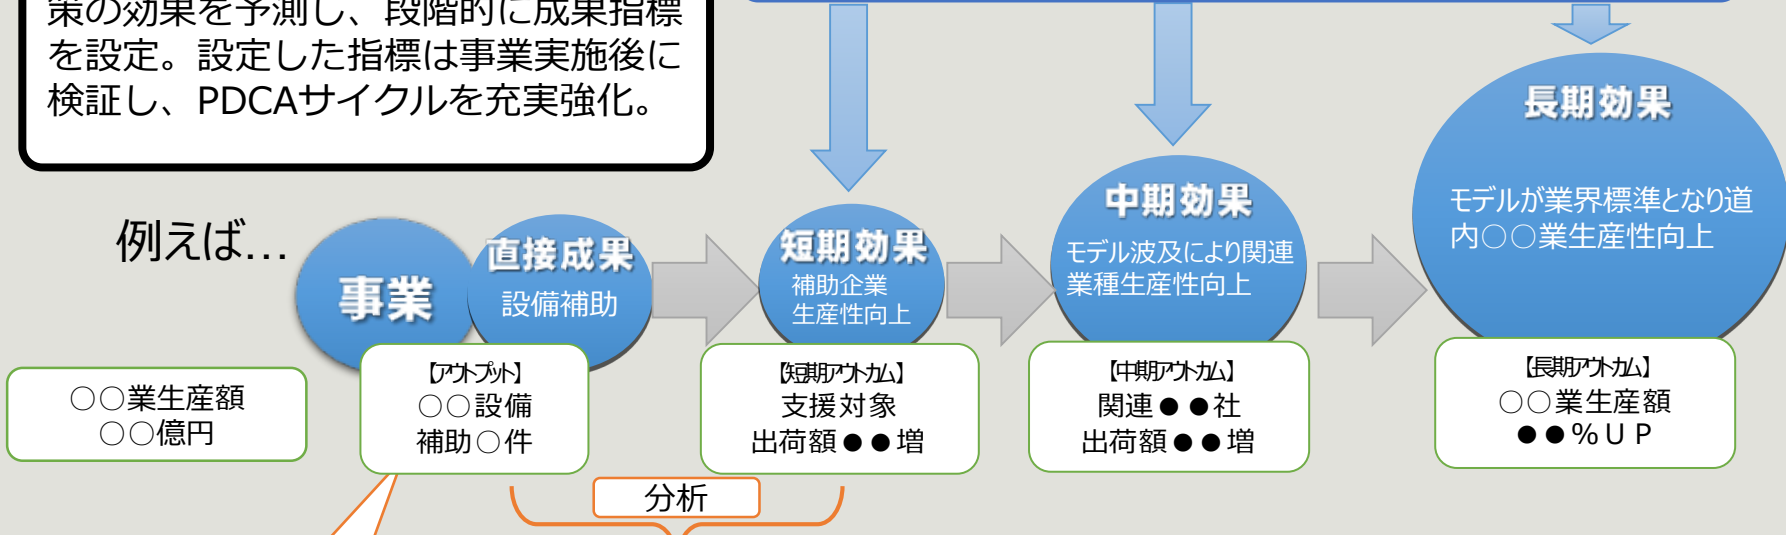 策の効果を予測し、段階的に成果指標
を設定。設定した指標は事業実施後に
検証し、PDCAサイクルを充実強化。
例えば…
事業
直接成果
設備補助
短期効果
補助企業
生産性向上
中期効果
モデル波及により関連
業種生産性向上
長期効果
モデルが業界標準となり道
内○○業生産性向上
○○業生産額
○○億円
【アウトプット】
○○設備
補助○件
【短期アウトカム】
支援対象
出荷額●●増
【中期アウトカム】
関連●●社
出荷額●●増
【長期アウトカム】
○○業生産額
●●%UP
分析